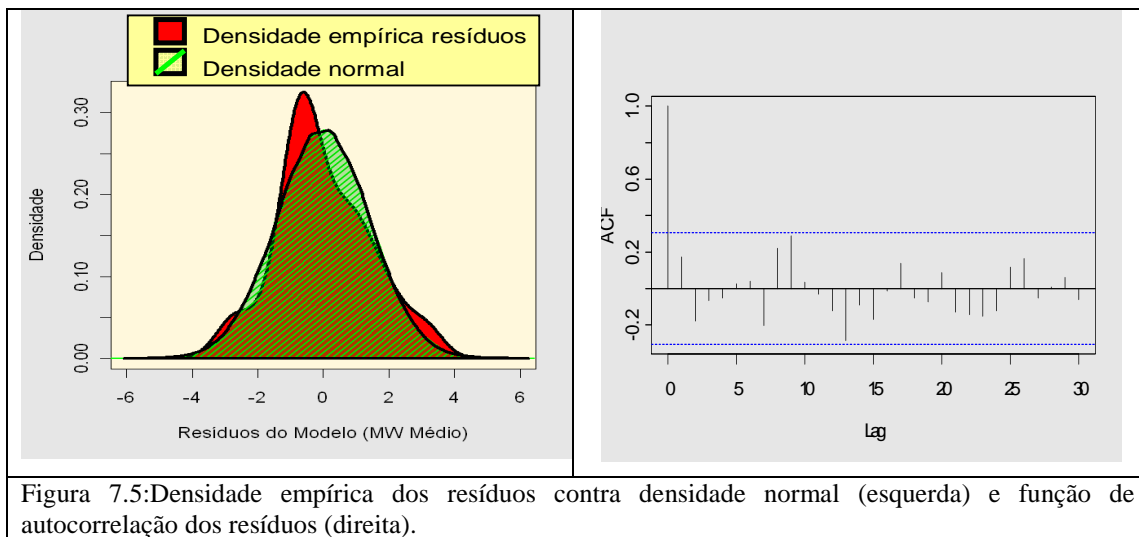 Densidade empírica resíduos
Densidade normal
Densidade
0.00 0.10 0.20 0.30
-6 -4 -2 0 2 4 6
Resíduos do Modelo (MW Médio)
ACF
-0.2 0.2 0.6 1.0
0 5 10 15 20 25 30
Lag
Figura 7.5:Densidade empírica dos resíduos contra densidade normal (esquerda) e função de
autocorrelação dos resíduos (direita).